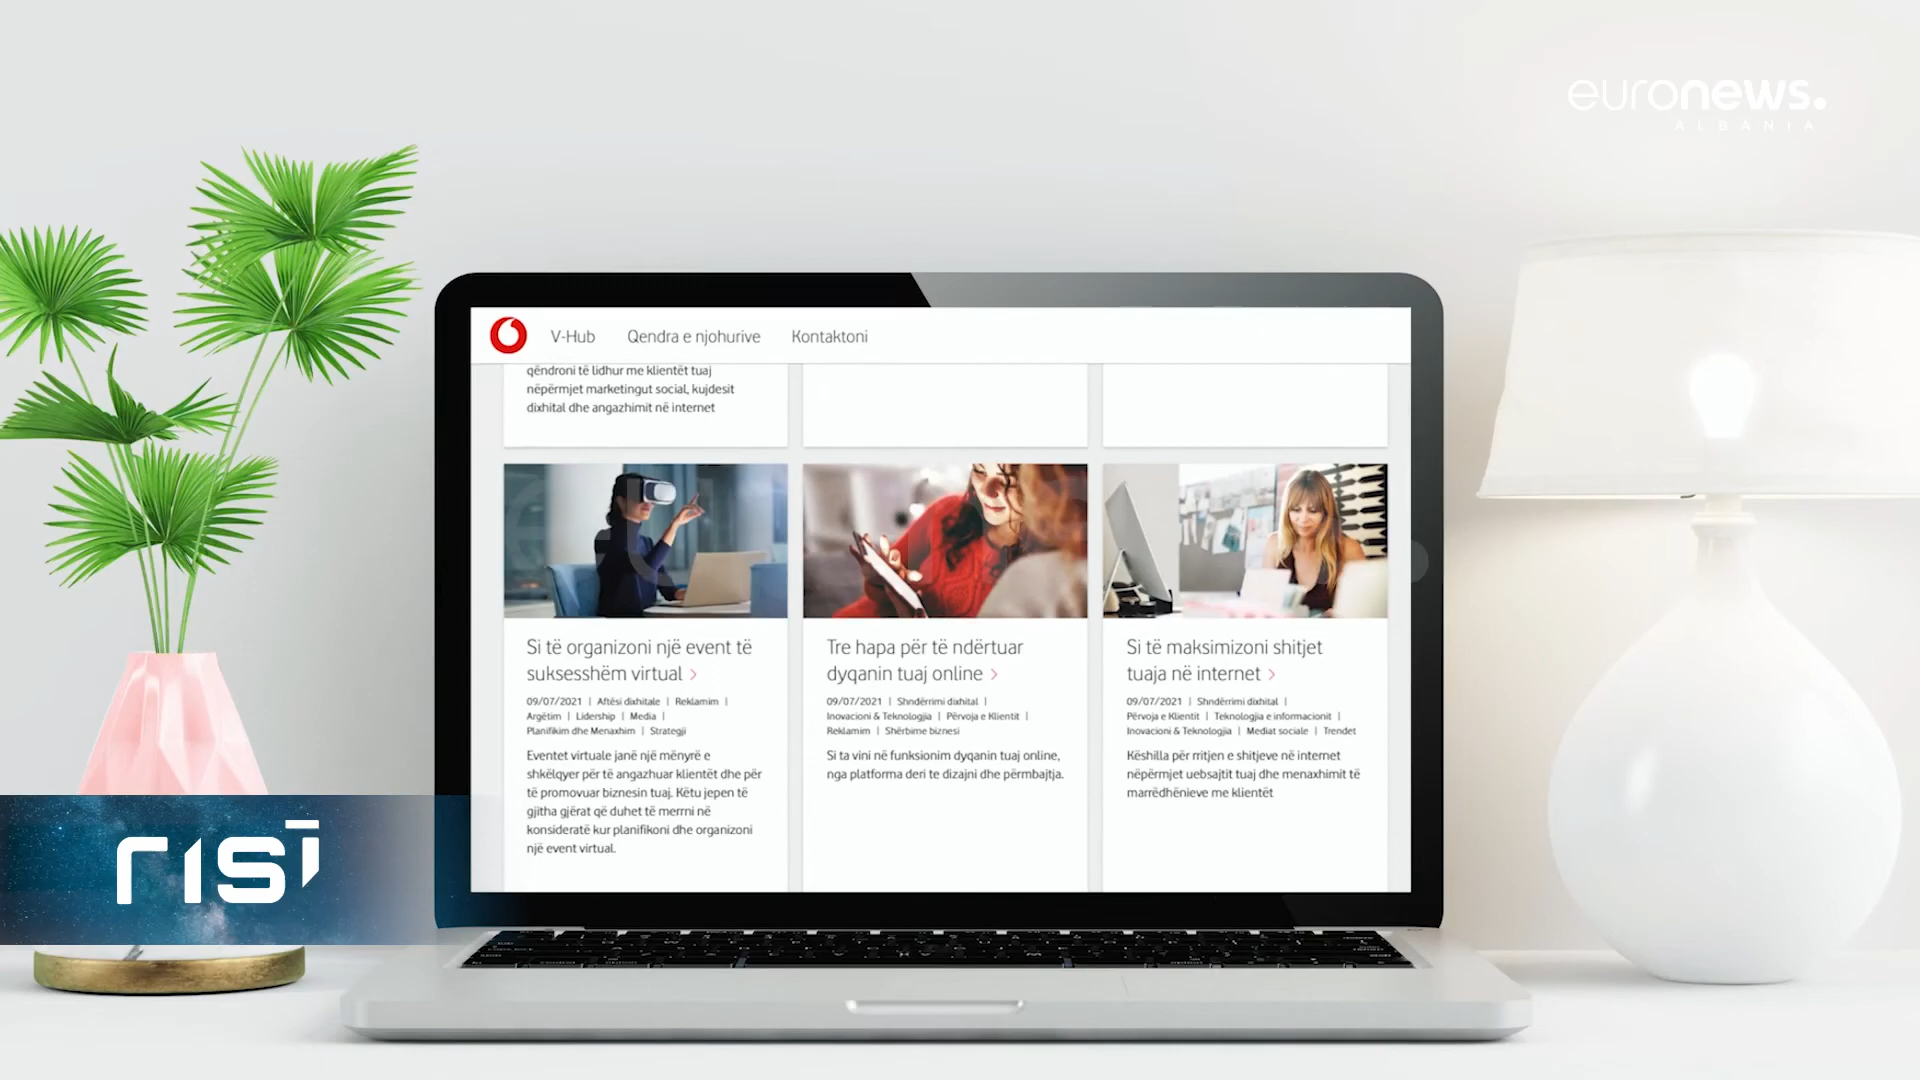 euronews.
ALBANIA
V-Hub Qendra e njohurive Kontaktoni
qëndroni të lidhur me klientët tuaj
nëpërmjet marketingut social, kujdesit
dixhital dhe angazhimit në internet
Si të organizoni një event të
suksesshëm virtual >
09/07/2021 | Aftësi dixhitale | Reklamim |
Argëtim | Lidership | Media |
Planifikim dhe Menaxhim | Strategji
Eventet virtuale janë një mënyrë e
shkëlqyer për të angazhuar klientët dhe për
të promovuar biznesin tuaj. Këtu jepen të
gjitha gjërat që duhet të merrni në
konsideratë kur planifikoni dhe organizoni
një event virtual.
Tre hapa për të ndërtuar
dyqanin tuaj online >
09/07/2021 | Shndërrimi dixhital |
Inovacioni & Teknologjia | Përvoja e Klientit |
Reklamim | Shërbime biznesi
Si ta vini në funksionim dyqanin tuaj online,
nga platforma deri te dizajni dhe përmbajtja.
Si të maksimizoni shitjet
tuaja në internet >
09/07/2021 | Shndërrimi dixhital |
Përvoja e Klientit | Teknologjia e informacionit |
Inovacioni & Teknologjia | Mediat sociale | Trendet
Këshilla për rritjen e shitjeve në internet
nëpërmjet uebsajtit tuaj dhe menaxhimit të
marrëdhënieve me klientët
risi